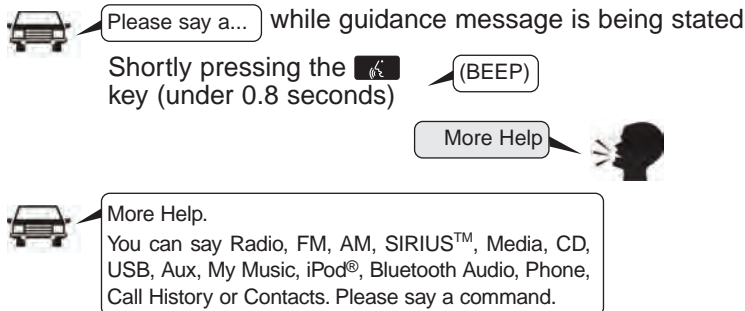 Please say a... while guidance message is being stated
Shortly pressing the
key (under 0.8 seconds)
(BEEP)
More Help
More Help.
You can say Radio, FM, AM, SIRIUS™, Media, CD,
USB, Aux, My Music, iPod®, Bluetooth Audio, Phone,
Call History or Contacts. Please say a command.